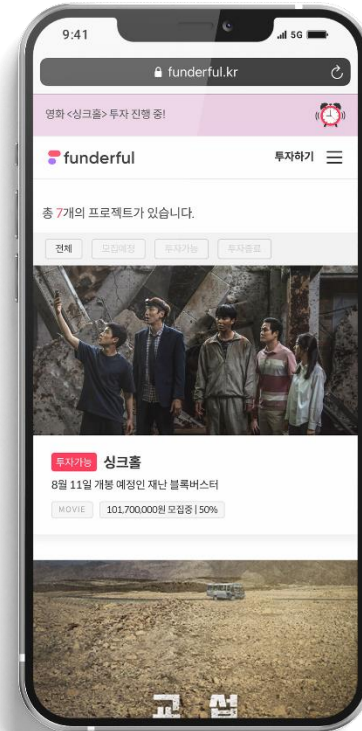 9:41
5G
funderful.kr
영화 <싱크홀> 투자 진행 중!
funderful
투자하기
총 7개의 프로젝트가 있습니다.
전체 모집예정 투자가능 투자종료
투자가능 싱크홀
8월 11일 개봉 예정인 재난 블록버스터
MOVIE 101,700,000원 모집중 | 50%
교섭